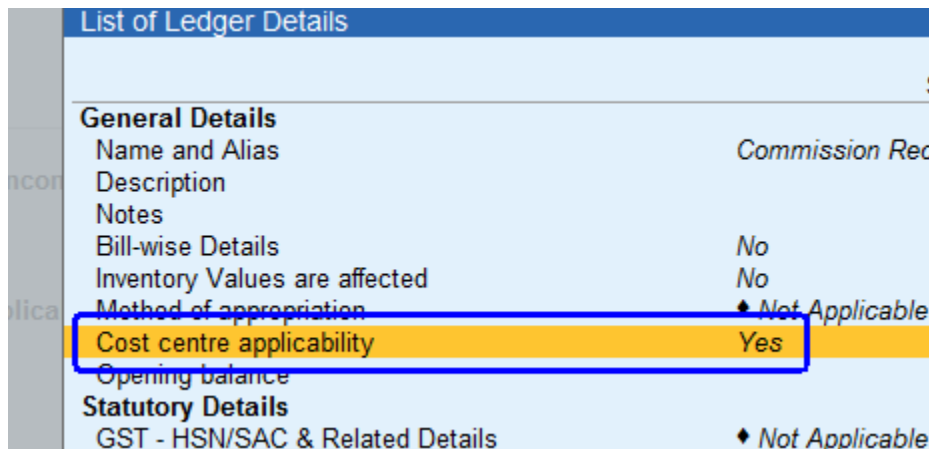 List of Ledger Details
General Details
Name and Alias Commission Rec
Description
Notes
Bill-wise Details No
Inventory Values are affected No
Method of appropriation ♦ Not Applicable
Cost centre applicability Yes
Opening balance
Statutory Details
GST - HSN/SAC & Related Details ♦ Not Applicable